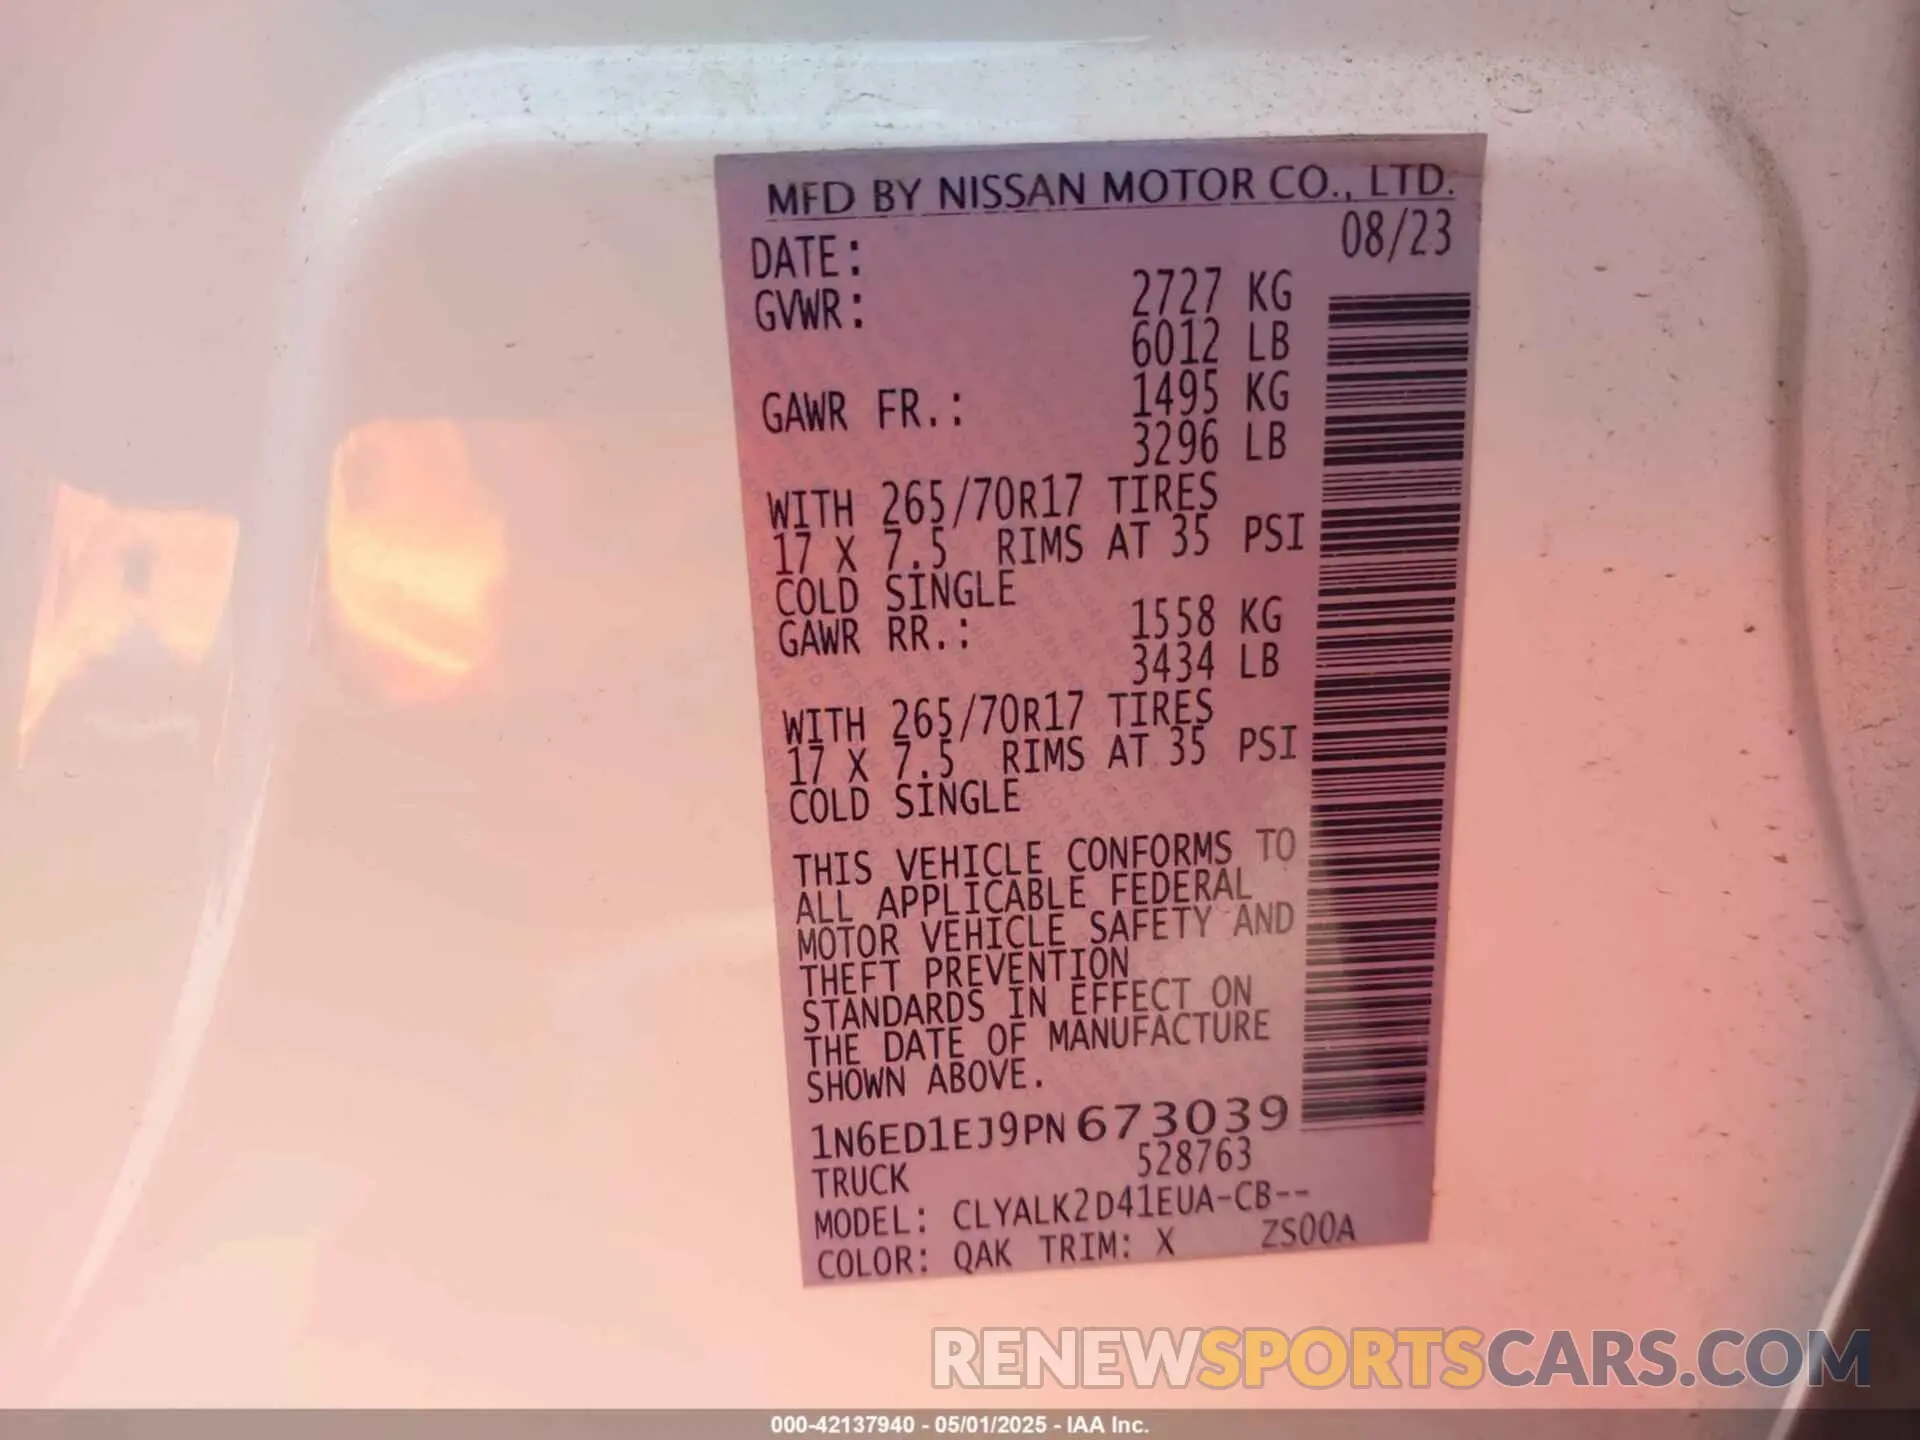 MFD BY NISSAN MOTOR CO., LTD.
DATE: 08/23
GVWR: 2727 KG
6012 LB
GAWR FR.: 1495 KG
3296 LB
WITH 265/70R17 TIRES
17 X 7.5 RIMS AT 35 PSI
COLD SINGLE
GAWR RR.: 1558 KG
3434 LB
WITH 265/70R17 TIRES
17 X 7.5 RIMS AT 35 PSI
COLD SINGLE
THIS VEHICLE CONFORMS TO
ALL APPLICABLE FEDERAL
MOTOR VEHICLE SAFETY AND
THEFT PREVENTION
STANDARDS IN EFFECT ON
THE DATE OF MANUFACTURE
SHOWN ABOVE.
1N6ED1EJ9PN673039
TRUCK 528763
MODEL: CLYALK2D41EUA-CB--
COLOR: QAK TRIM: X ZS00A
RENEWSPORTSCARS.COM
000-42137940 - 05/01/2025 - IAA Inc.